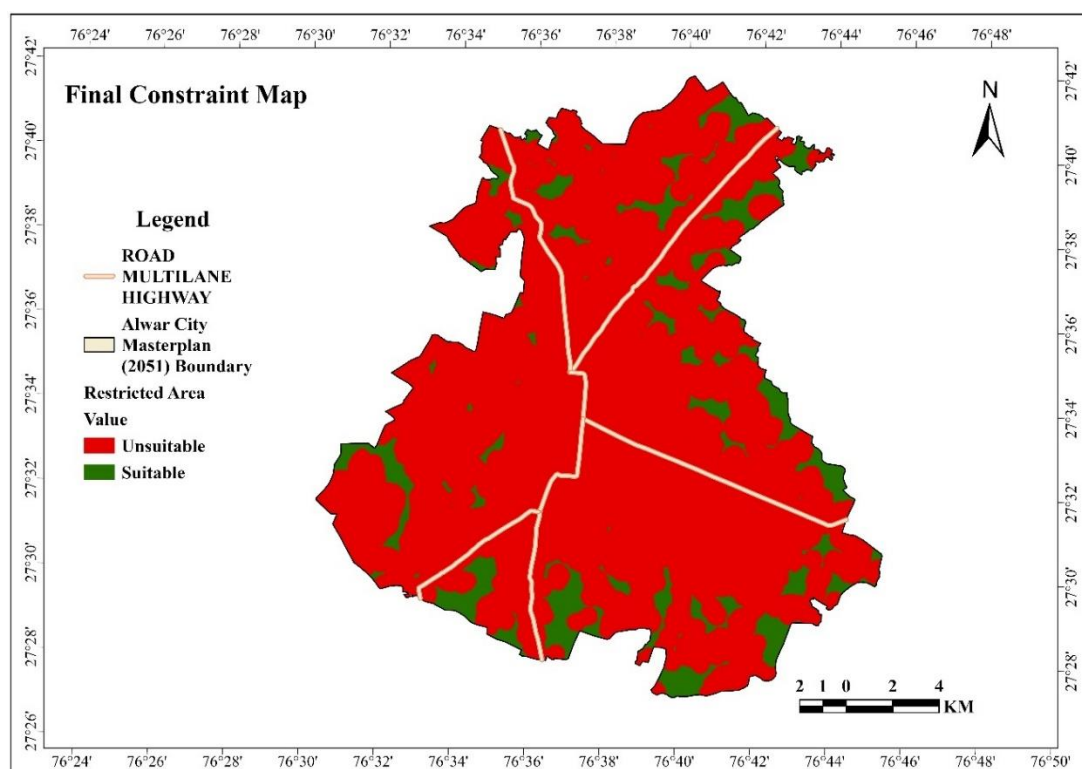 76°24' 76°26' 76°28' 76°30' 76°32' 76°34' 76°36' 76°38' 76°40' 76°42' 76°44' 76°46' 76°48'
Final Constraint Map
N
Legend
ROAD
MULTILANE
HIGHWAY
Alwar City
Masterplan
(2051) Boundary
Restricted Area
Value
Unsuitable
Suitable
27°42'
27°40'
27°38'
27°36'
27°34'
27°32'
27°30'
27°28'
27°26'
27°42'
27°40'
27°38'
27°36'
27°34'
27°32'
27°30'
27°28'
2 1 0 2 4
KM
76°24' 76°26' 76°28' 76°30' 76°32' 76°34' 76°36' 76°38' 76°40' 76°42' 76°44' 76°46' 76°48' 76°50'